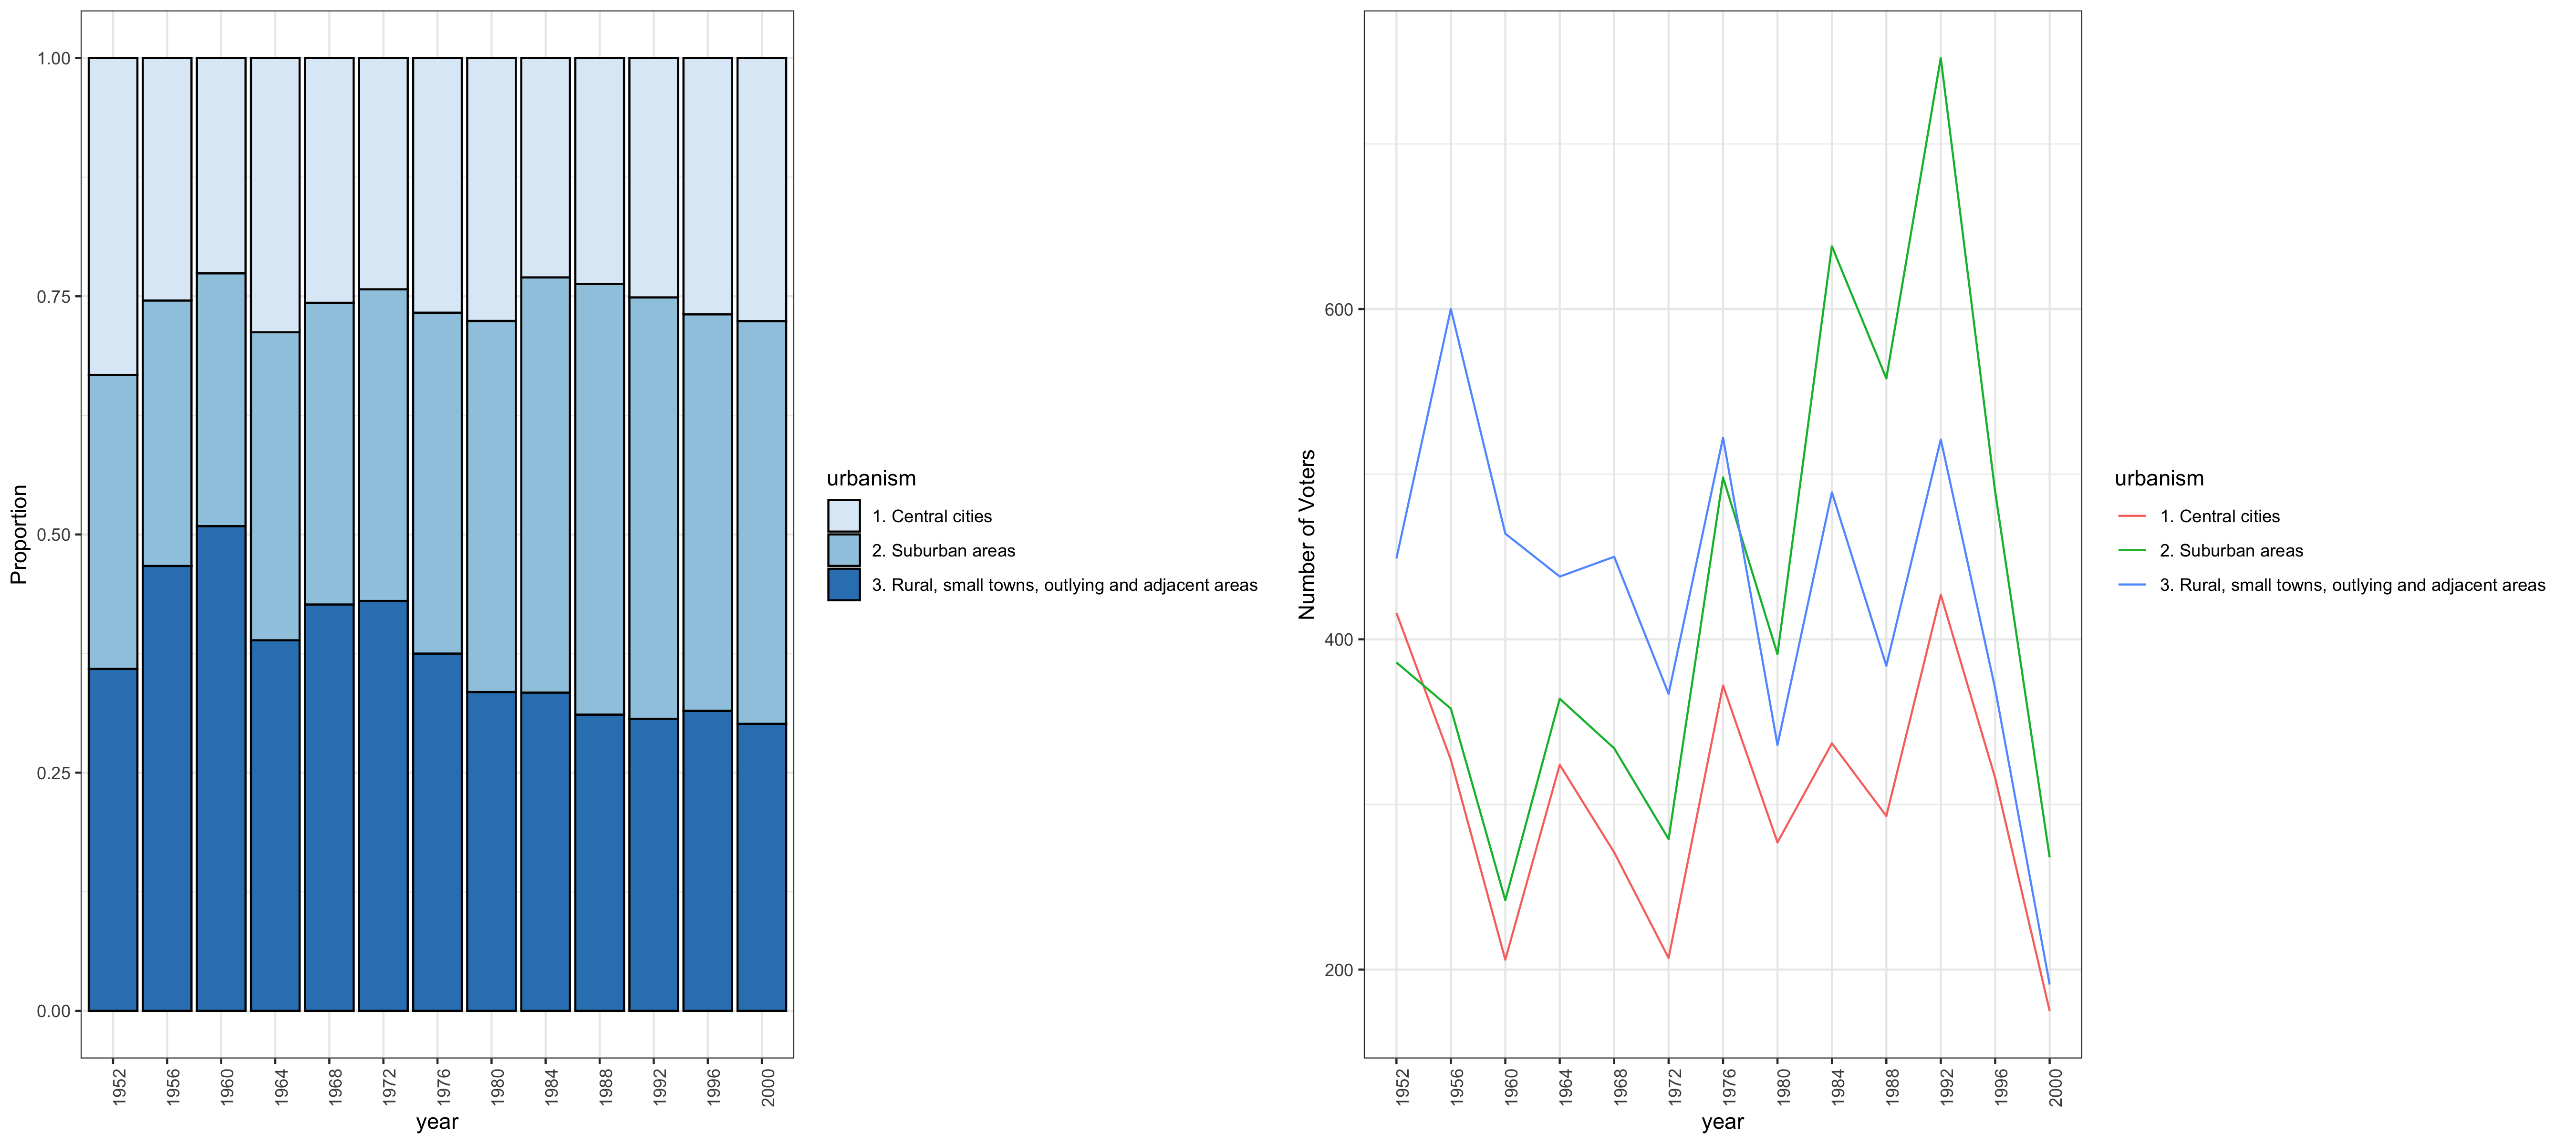 Proportion
1.00
0.75
0.50
0.25
0.00
1952
1956
1960
1964
1968
1972
1976
1980
1984
1988
1992
1996
2000
year
urbanism
1. Central cities
2. Suburban areas
3. Rural, small towns, outlying and adjacent areas
Number of Voters
600
400
200
1952
1956
1960
1964
1968
1972
1976
1980
1984
1988
1992
1996
2000
year
urbanism
1. Central cities
2. Suburban areas
3. Rural, small towns, outlying and adjacent areas